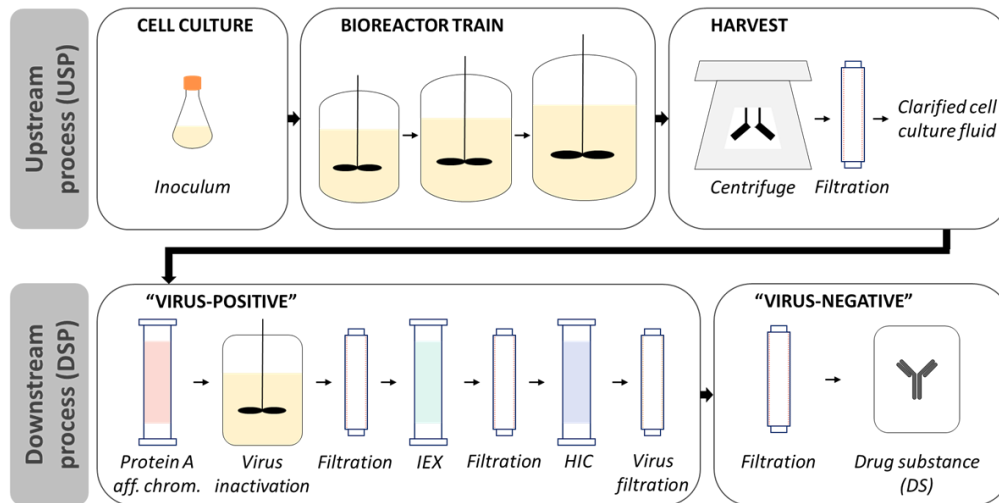 Upstream
process (USP)
CELL CULTURE
Inoculum
BIOREACTOR TRAIN
HARVEST
Centrifuge
Filtration
Clarified cell
culture fluid
Downstream
process (DSP)
“VIRUS-POSITIVE”
Protein A
aff. chrom.
Virus
inactivation
Filtration
IEX
Filtration
HIC
Virus
filtration
“VIRUS-NEGATIVE”
Filtration
Drug substance
(DS)